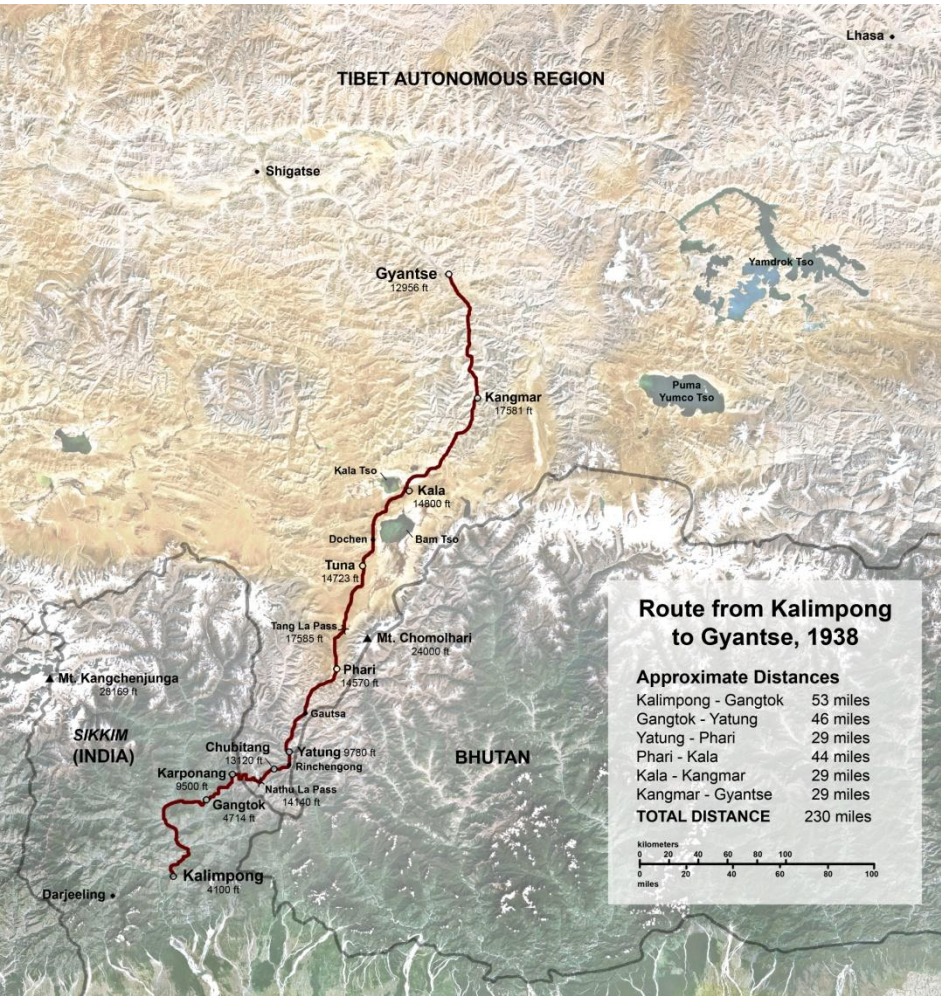 Lhasa
TIBET AUTONOMOUS REGION
Shigatse
Yamdrok Tso
Gyantse
12956 ft
Puma
Yumco Tso
Kangmar
17581 ft
Kala Tso
Kala
14800 ft
Dochen
Bam Tso
Tuna
14723 ft
Tang La Pass
17585 ft
Mt. Chomolhari
24000 ft
Phari
14570 ft
Mt. Kangchenjunga
28169 ft
Gautsa
SIKKIM
(INDIA)
Chubitang
13120 ft
Yatung 9780 ft
Rinchengong
BHUTAN
Karponang
9500 ft
Nathu La Pass
14140 ft
Gangtok
4714 ft
Kalimpong
4100 ft
Darjeeling
Route from Kalimpong
to Gyantse, 1938
Approximate Distances
Kalimpong - Gangtok 53 miles
Gangtok - Yatung 46 miles
Yatung - Phari 29 miles
Phari - Kala 44 miles
Kala - Kangmar 29 miles
Kangmar - Gyantse 29 miles
TOTAL DISTANCE 230 miles
kilometers
0 20 40 60 80 100
0 20 40 60 80 100
miles